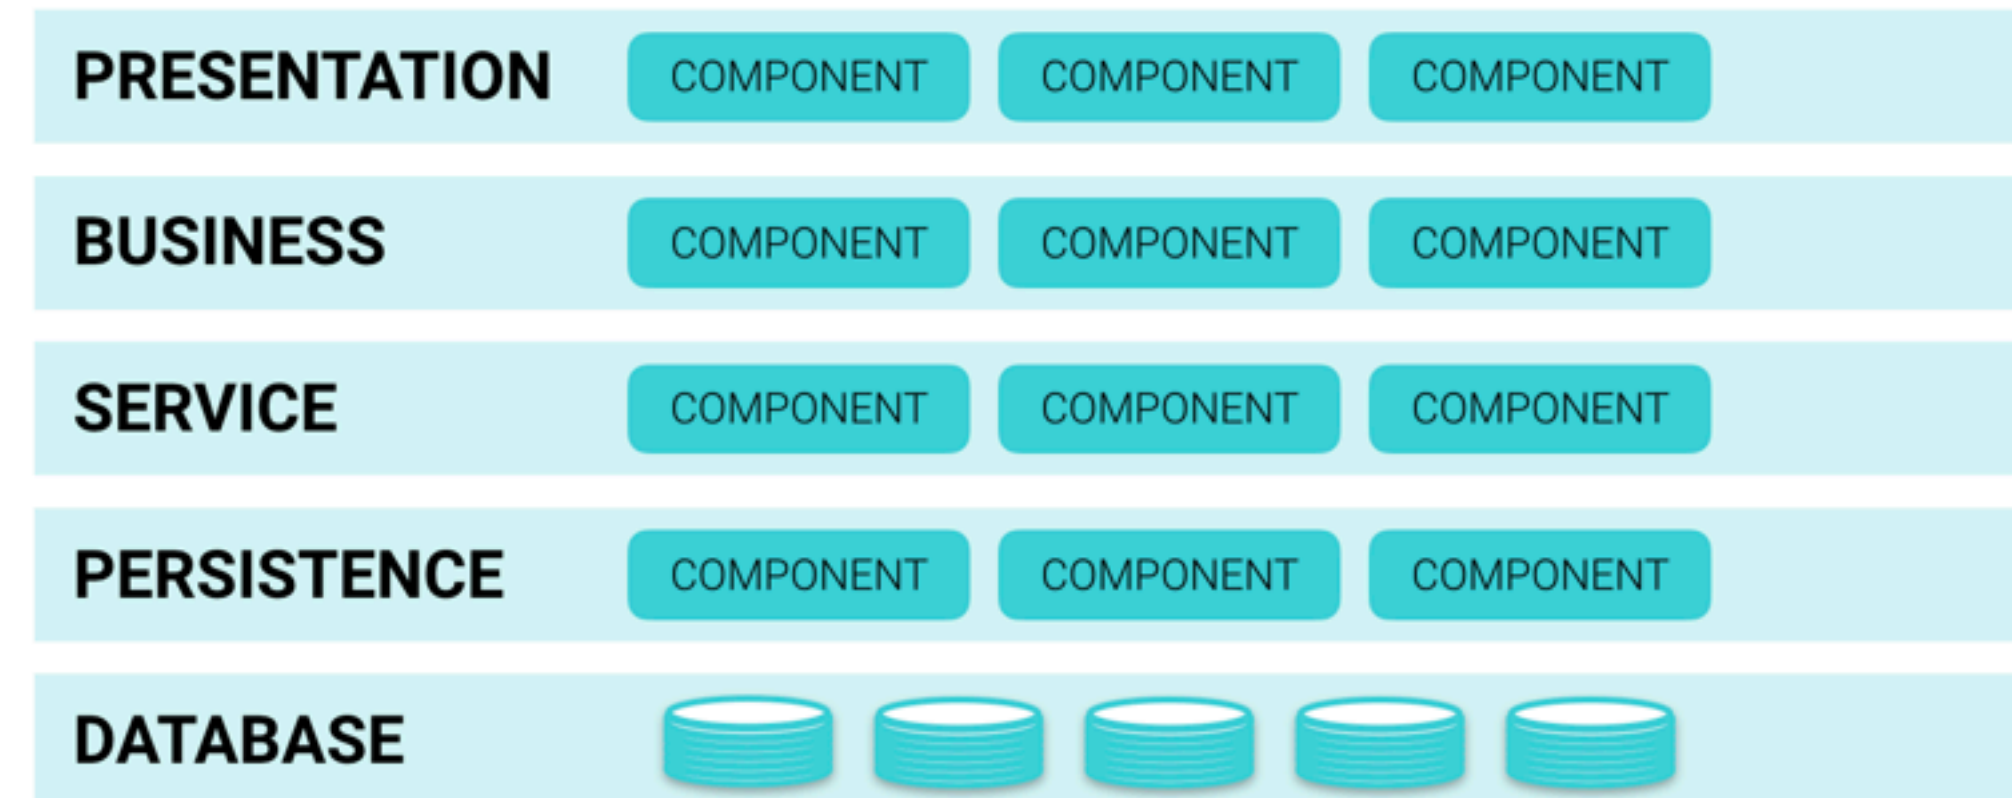 PRESENTATION COMPONENT COMPONENT COMPONENT
BUSINESS COMPONENT COMPONENT COMPONENT
SERVICE COMPONENT COMPONENT COMPONENT
PERSISTENCE COMPONENT COMPONENT COMPONENT
DATABASE